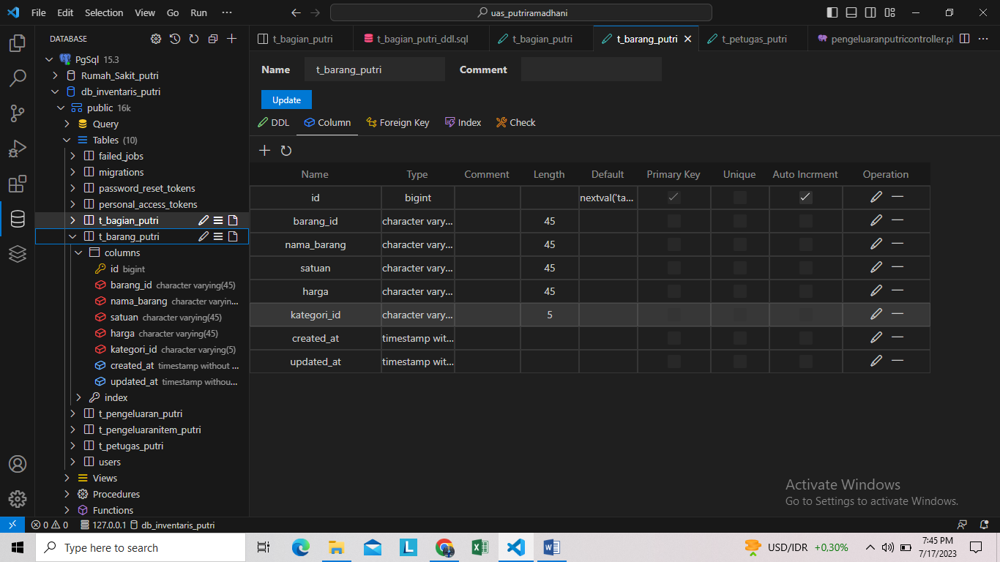 File Edit Selection View Go Run ··· uas_putriramadhani
DATABASE
PgSql 15.3
Rumah_Sakit_putri
db_inventaris_putri
public 16k
Query
Tables (10)
failed_jobs
migrations
password_reset_tokens
personal_access_tokens
t_bagian_putri
t_barang_putri
columns
id bigint
barang_id character varying(45)
nama_barang character varyin...
satuan character varying(45)
harga character varying(45)
kategori_id character varying(5)
created_at timestamp without ...
updated_at timestamp withou...
index
t_pengeluaran_putri
t_pengeluaranitem_putri
t_petugas_putri
users
Views
Procedures
Functions
t_bagian_putri t_bagian_putri_ddl.sql t_bagian_putri t_barang_putri t_petugas_putri pengeluaranputricontroller.pl ···
Name t_barang_putri Comment
Update
DDL Column Foreign Key Index Check
Name Type Comment Length Default Primary Key Unique Auto Incrment Operation
id bigint nextval('ta...
barang_id character vary... 45
nama_barang character vary... 45
satuan character vary... 45
harga character vary... 45
kategori_id character vary... 5
created_at timestamp wit...
updated_at timestamp wit...
Activate Windows
Go to Settings to activate Windows.
0 0 127.0.0.1 db_inventaris_putri
Type here to search
USD/IDR +0,30%
7:45 PM
7/17/2023